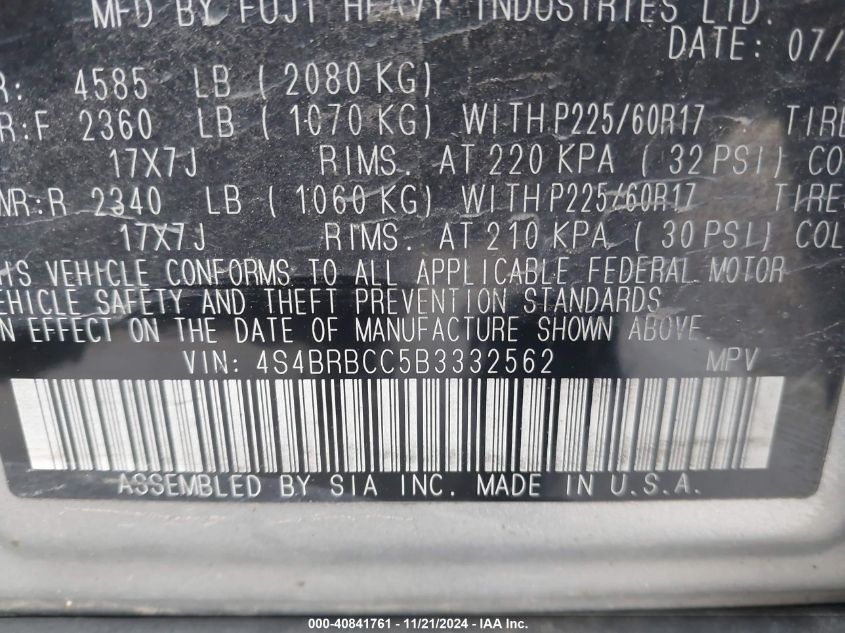 MFD BY FUJI HEAVY INDUSTRIES LTD.
DATE: 07/
R: 4585 LB ( 2080 KG)
R:F 2360 LB ( 1070 KG) WITH P225/60R17 TIRE
17X7J RIMS. AT 220 KPA ( 32 PSI) CO
NR:R 2340 LB ( 1060 KG) WITH P225/60R17 TIRE
17X7J RIMS. AT 210 KPA ( 30 PSI) COL
HIS VEHICLE CONFORMS TO ALL APPLICABLE FEDERAL MOTOR
EHICLE SAFETY AND THEFT PREVENTION STANDARDS
N EFFECT ON THE DATE OF MANUFACTURE SHOWN ABOVE.
VIN: 4S4BRBCC5B3332562 MPV
ASSEMBLED BY SIA INC. MADE IN U.S.A.
000-40841761 - 11/21/2024 - IAA Inc.